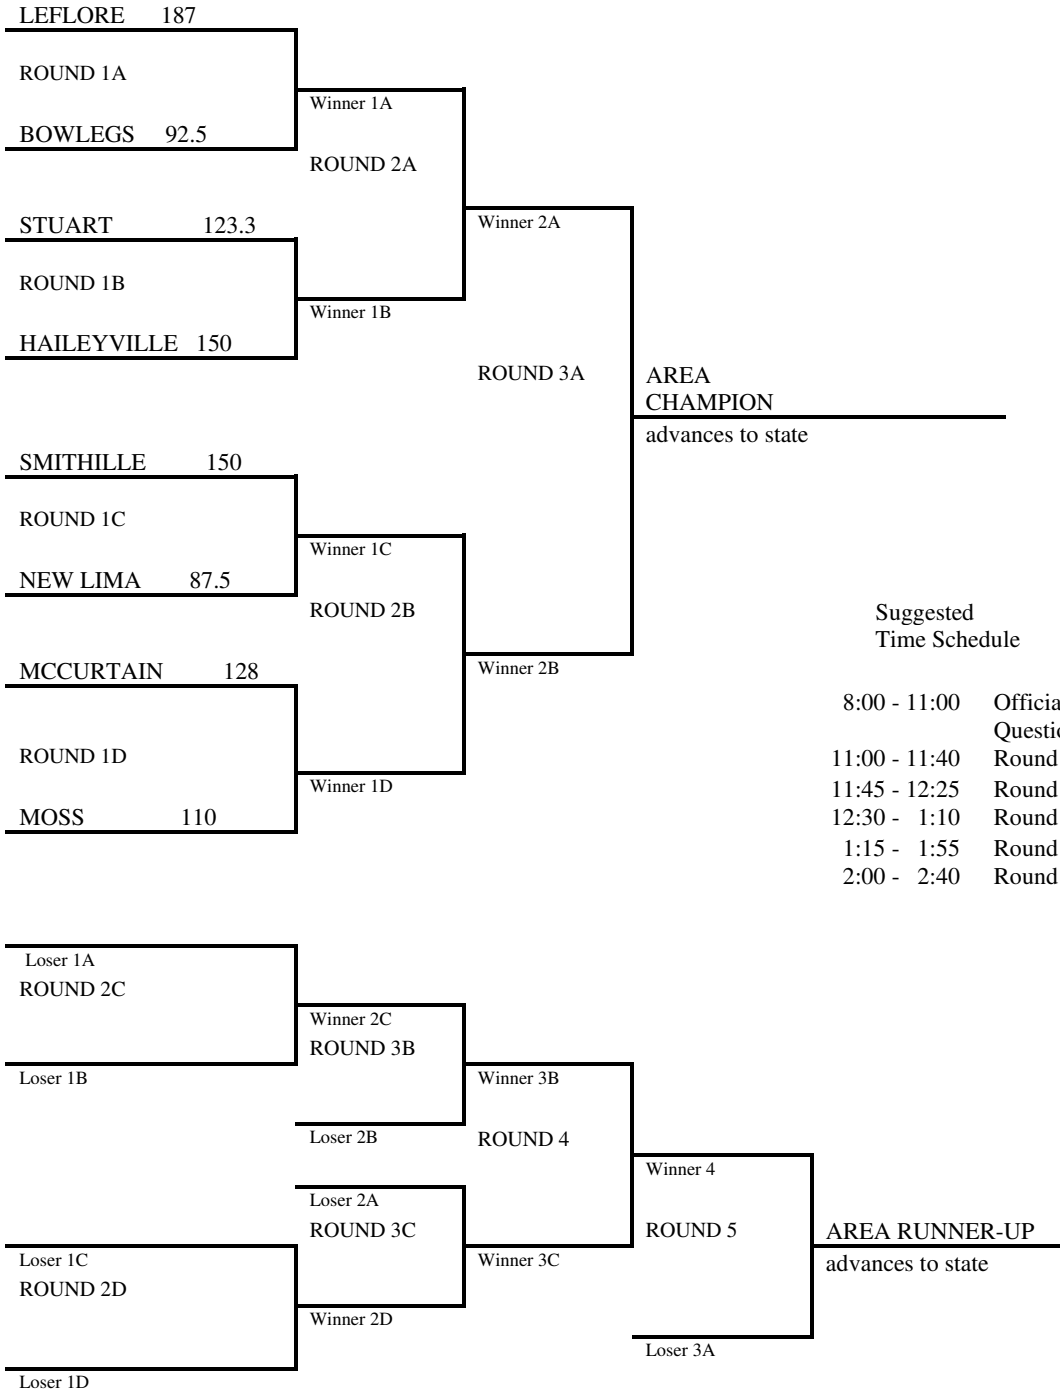 LEFLORE 187
ROUND 1A
Winner 1A
BOWLEGS 92.5
ROUND 2A
STUART 123.3
Winner 2A
ROUND 1B
Winner 1B
HAILEYVILLE 150
ROUND 3A
AREA
CHAMPION
advances to state
SMITHILLE 150
ROUND 1C
Winner 1C
NEW LIMA 87.5
ROUND 2B
Winner 2B
MCCURTAIN 128
ROUND 1D
Winner 1D
MOSS 110
Suggested
Time Schedule
8:00 - 11:00 Officia
Questi
11:00 - 11:40 Round
11:45 - 12:25 Round
12:30 - 1:10 Round
1:15 - 1:55 Round
2:00 - 2:40 Round
Loser 1A
ROUND 2C
Winner 2C
ROUND 3B
Loser 1B
Winner 3B
Loser 2B
ROUND 4
Winner 4
Loser 2A
ROUND 3C
ROUND 5
AREA RUNNER-UP
advances to state
Loser 1C
Winner 3C
ROUND 2D
Winner 2D
Loser 3A
Loser 1D